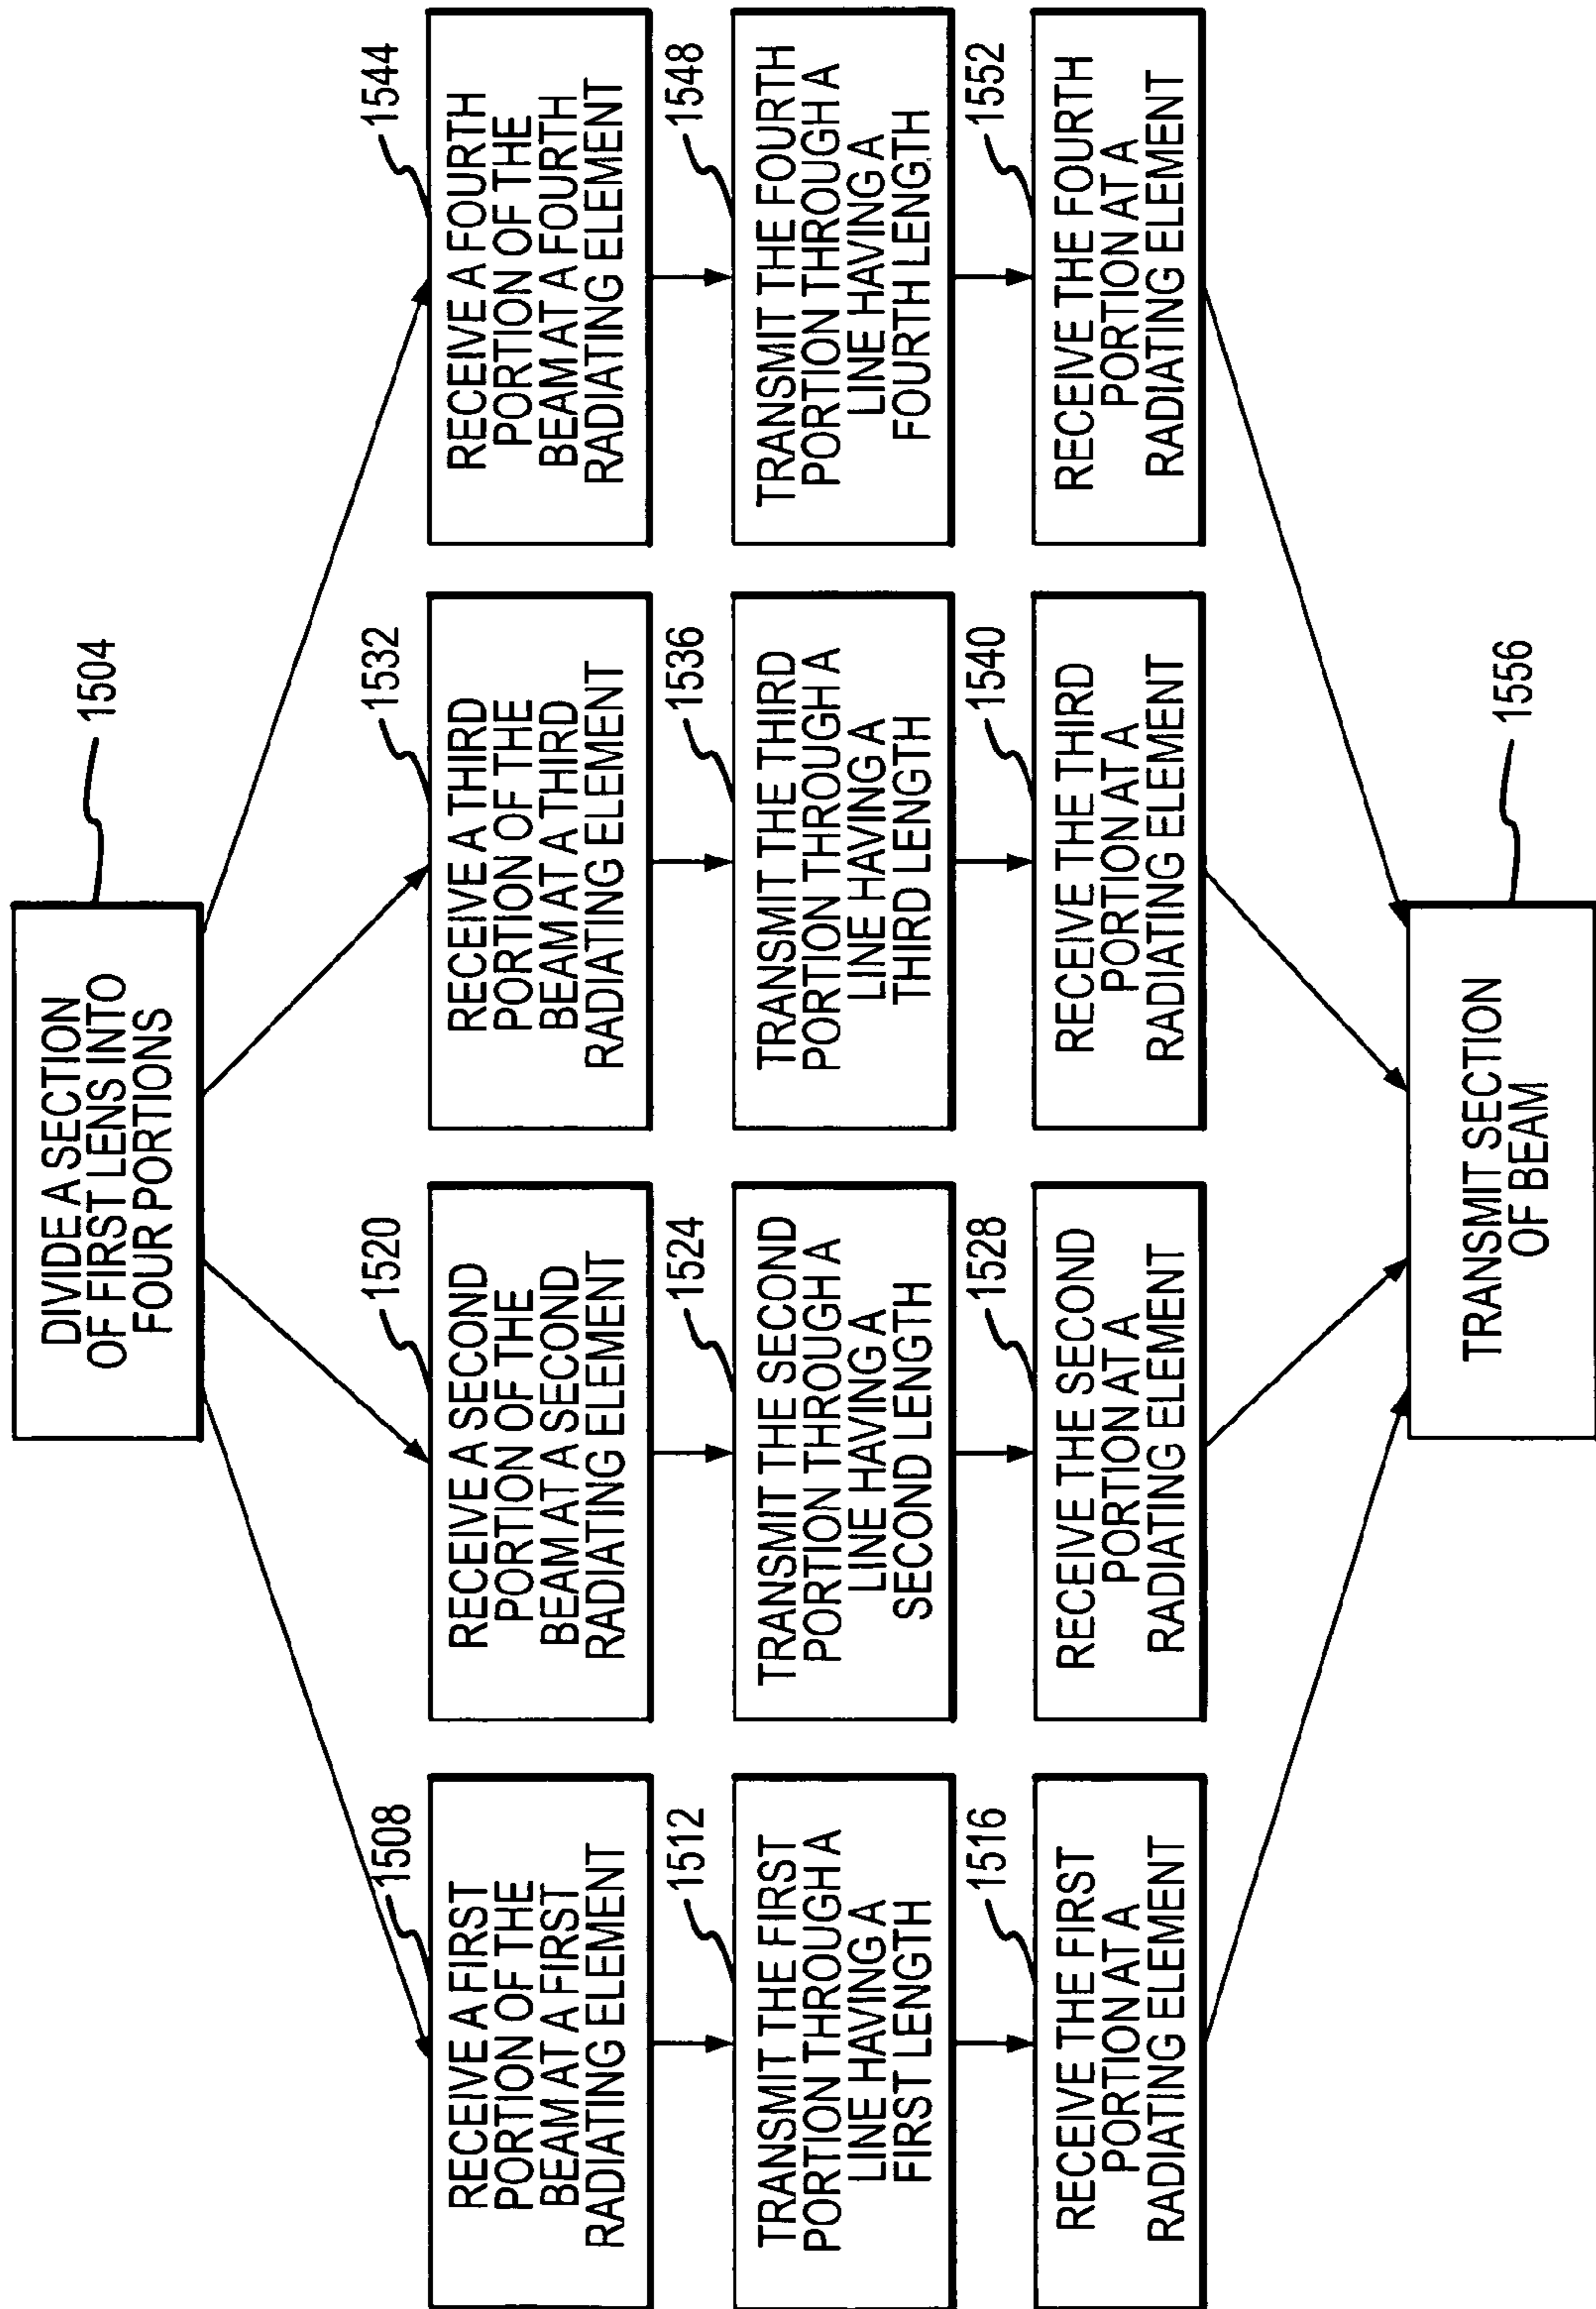 DIVIDE A SECTION
OF FIRST LENS INTO
FOUR PORTIONS
1504
RECEIVE A FIRST
PORTION OF THE
BEAM AT A FIRST
RADIATING ELEMENT
1508
TRANSMIT THE FIRST
PORTION THROUGH A
LINE HAVING A
FIRST LENGTH
1512
RECEIVE THE FIRST
PORTION AT A
RADIATING ELEMENT
1516
RECEIVE A SECOND
PORTION OF THE
BEAM AT A SECOND
RADIATING ELEMENT
1520
TRANSMIT THE SECOND
PORTION THROUGH A
LINE HAVING A
SECOND LENGTH
1524
RECEIVE THE SECOND
PORTION AT A
RADIATING ELEMENT
1528
RECEIVE A THIRD
PORTION OF THE
BEAM AT A THIRD
RADIATING ELEMENT
1532
TRANSMIT THE THIRD
PORTION THROUGH A
LINE HAVING A
THIRD LENGTH
1536
RECEIVE THE THIRD
PORTION AT A
RADIATING ELEMENT
1540
RECEIVE A FOURTH
PORTION OF THE
BEAM AT A FOURTH
RADIATING ELEMENT
1544
TRANSMIT THE FOURTH
PORTION THROUGH A
LINE HAVING A
FOURTH LENGTH
1548
RECEIVE THE FOURTH
PORTION AT A
RADIATING ELEMENT
1552
TRANSMIT SECTION
OF BEAM
1556